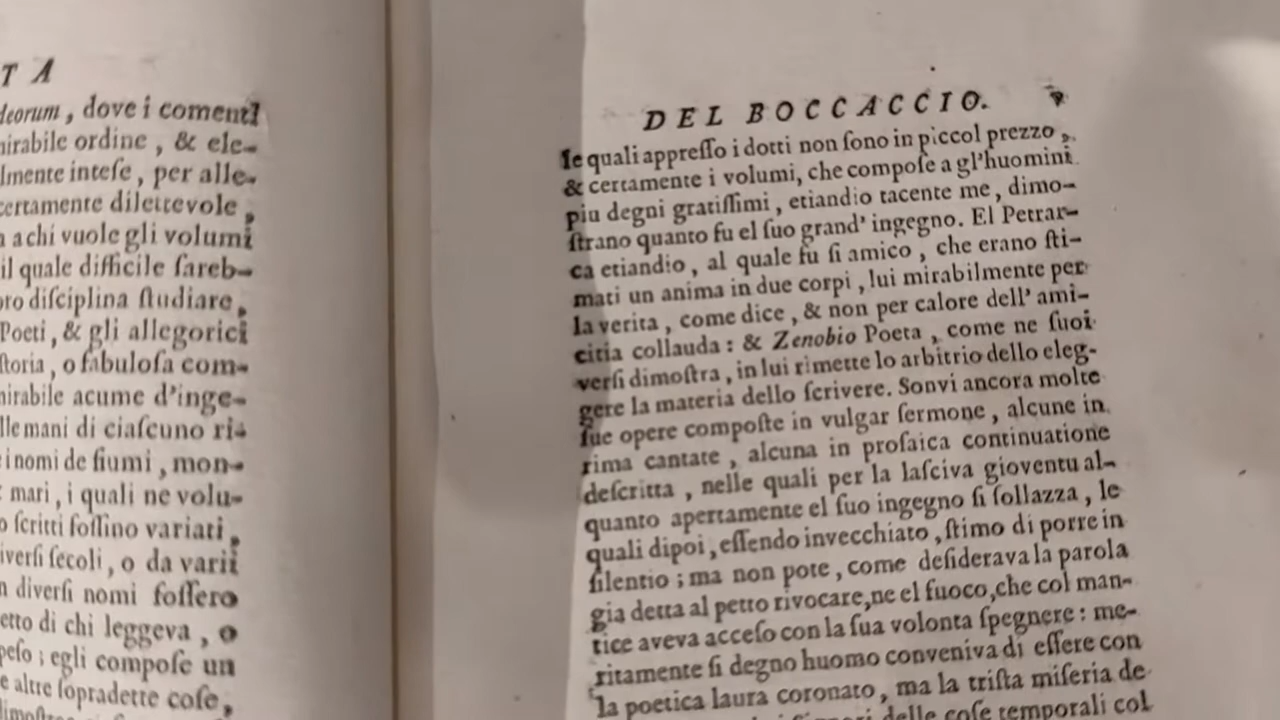 TA
deorum, dove i comenti
mirabile ordine, & ele-
lmente intese, per alle-
certamente dilettevole,
a chi vuole gli volumi
il quale difficile sareb-
oro disciplina studiare,
Poeti, & gli allegorici
storia, o fabulosa com-
mirabile acume d'inge-
lle mani di ciascuno ri-
i nomi de fiumi, mon-
mari, i quali ne volu-
o scritti fossino variati,
iversi secoli, o da varii
n diversi nomi fossero
etto di chi leggeva, o
peso; egli compose un
e altre sopradette cose,
DEL BOCCACCIO.
le quali appresso i dotti non sono in piccol prezzo,
& certamente i volumi, che compose a gl'huomini
piu degni gratissimi, etiandio tacente me, dimo-
strano quanto fu el suo grand' ingegno. El Petrar-
ca etiandio, al quale fu si amico, che erano sti-
mati un anima in due corpi, lui mirabilmente per
la verita, come dice, & non per calore dell' ami-
citia collauda: & Zenobio Poeta, come ne suoi
versi dimostra, in lui rimette lo arbitrio dello eleg-
gere la materia dello scrivere. Sonvi ancora molte
sue opere composte in vulgar sermone, alcune in
rima cantate, alcuna in prosaica continuatione
descritta, nelle quali per la lasciva gioventu al-
quanto apertamente el suo ingegno si sollazza, le
quali dipoi, essendo invecchiato, stimo di porre in
silentio; ma non pote, come desiderava la parola
gia detta al petto rivocare, ne el fuoco, che col man-
tice aveva acceso con la sua volonta spegnere: me-
ritamente si degno huomo conveniva di essere con
la poetica laura coronato, ma la trista miseria de
delle cose temporali col